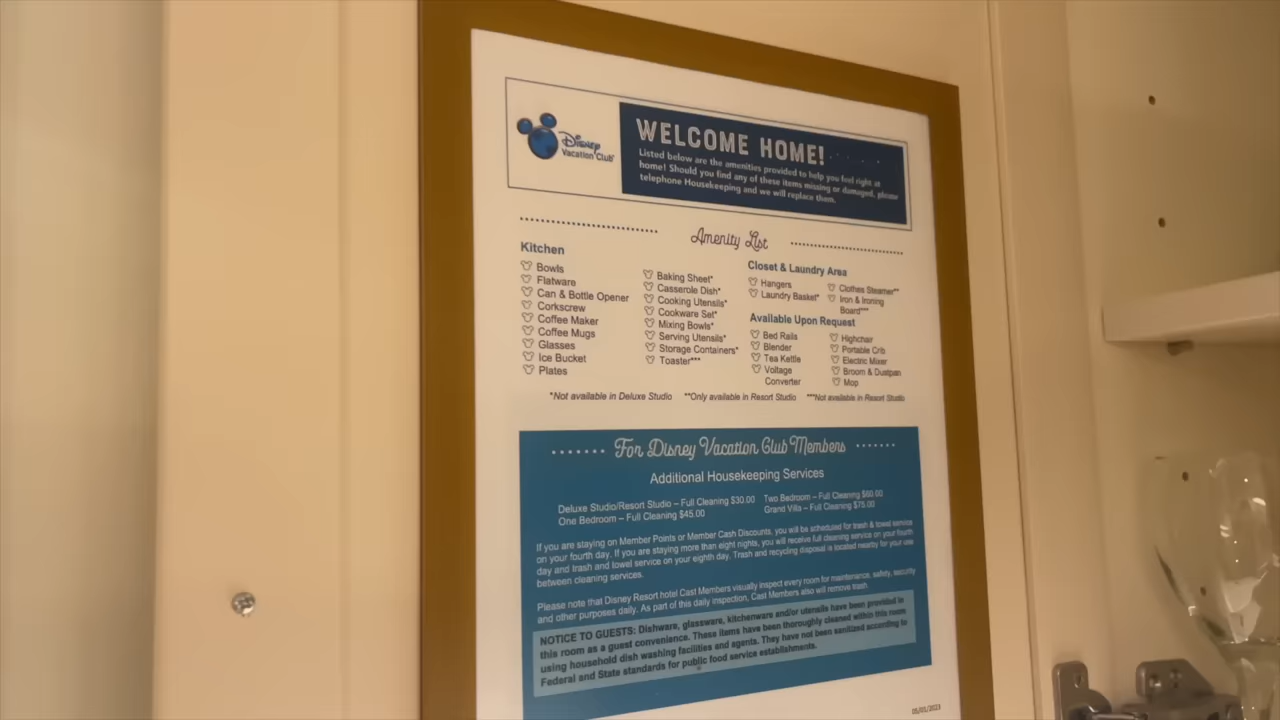 Disney
Vacation Club
WELCOME HOME!
Listed below are the amenities provided to help you feel right at
home! Should you find any of these items missing or damaged, please
telephone Housekeeping and we will replace them.
Amenity List
Kitchen
Bowls
Flatware
Can & Bottle Opener
Corkscrew
Coffee Maker
Coffee Mugs
Glasses
Ice Bucket
Plates
Baking Sheet*
Casserole Dish*
Cooking Utensils*
Cookware Set*
Mixing Bowls*
Serving Utensils*
Storage Containers*
Toaster***
Closet & Laundry Area
Hangers
Laundry Basket*
Clothes Steamer**
Iron & Ironing
Board***
Available Upon Request
Bed Rails
Blender
Tea Kettle
Voltage
Converter
Highchair
Portable Crib
Electric Mixer
Broom & Dustpan
Mop
*Not available in Deluxe Studio **Only available in Resort Studio ***Not available in Resort Studio
For Disney Vacation Club Members
Additional Housekeeping Services
Deluxe Studio/Resort Studio – Full Cleaning $30.00 Two Bedroom – Full Cleaning $60.00
One Bedroom – Full Cleaning $45.00 Grand Villa – Full Cleaning $75.00
If you are staying on Member Points or Member Cash Discounts, you will be scheduled for trash & towel service
on your fourth day. If you are staying more than eight nights, you will receive full cleaning service on your fourth
day and trash and towel service on your eighth day. Trash and recycling disposal is located nearby for your use
between cleaning services.
Please note that Disney Resort hotel Cast Members visually inspect every room for maintenance, safety, security
and other purposes daily. As part of this daily inspection, Cast Members also will remove trash.
NOTICE TO GUESTS: Dishware, glassware, kitchenware and/or utensils have been provided in
this room as a guest convenience. These items have been thoroughly cleaned within this room
using household dish washing facilities and agents. They have not been sanitized according to
Federal and State standards for public food service establishments.
05/01/2023